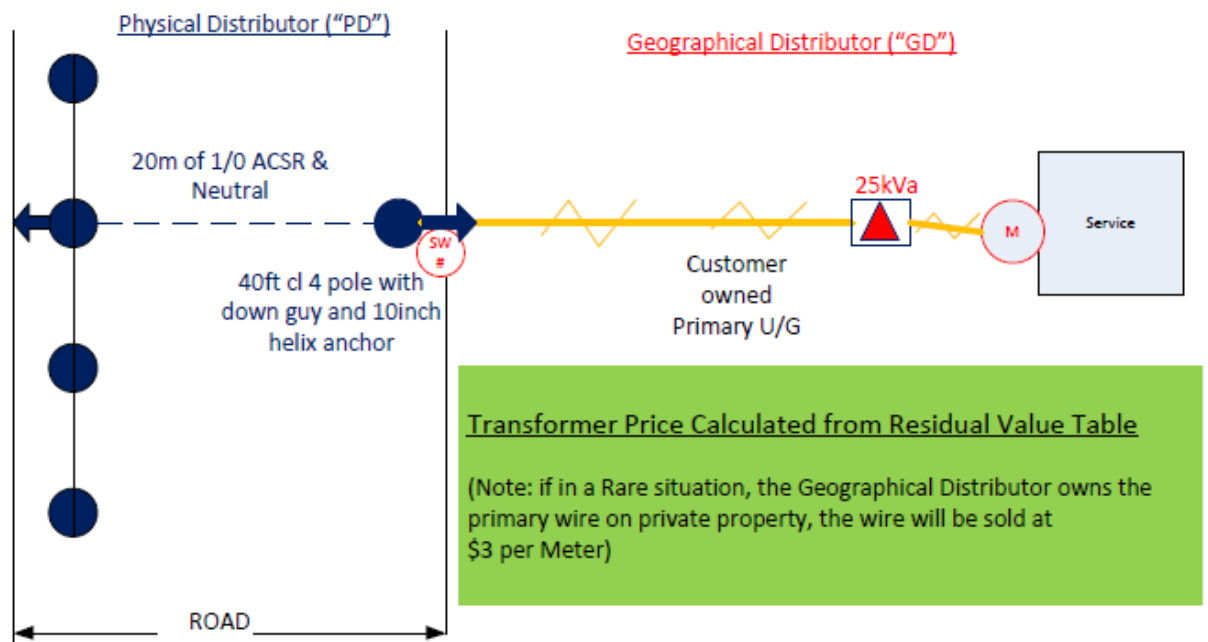 Physical Distributor (“PD”)
Geographical Distributor (“GD”)
20m of 1/0 ACSR &
Neutral
25kVa
SW
#
M
Service
40ft cl 4 pole with
down guy and 10inch
helix anchor
Customer
owned
Primary U/G
Transformer Price Calculated from Residual Value Table
(Note: if in a Rare situation, the Geographical Distributor owns the
primary wire on private property, the wire will be sold at
$3 per Meter)
ROAD